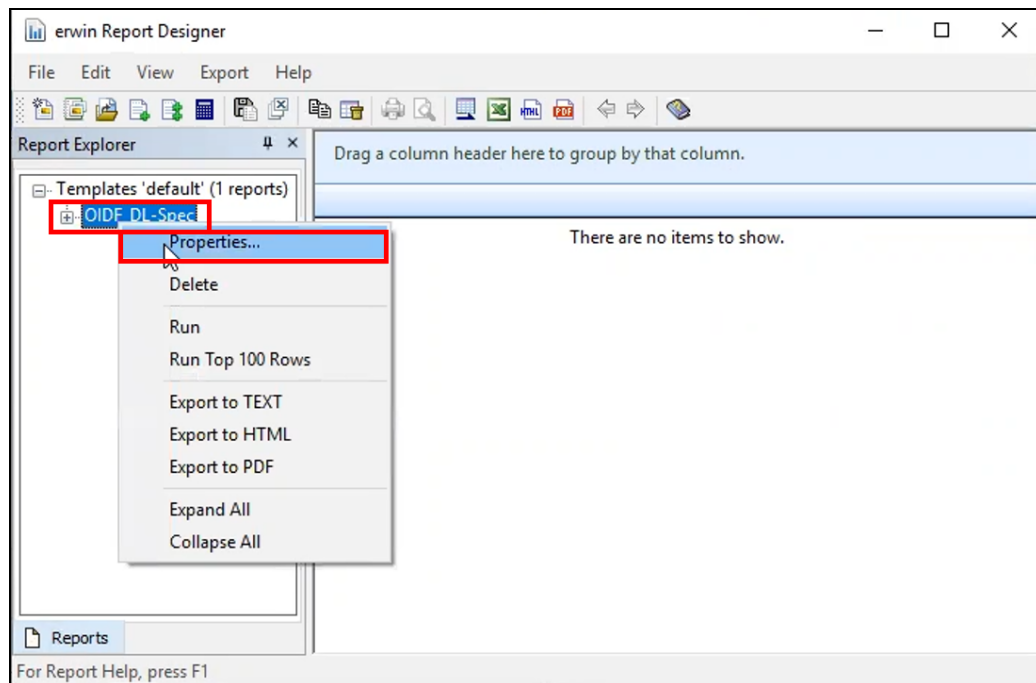 erwin Report Designer
File Edit View Export Help
HTML PDF
Report Explorer
Drag a column header here to group by that column.
Templates 'default' (1 reports)
OIDF_DL-Spec
There are no items to show.
Properties...
Delete
Run
Run Top 100 Rows
Export to TEXT
Export to HTML
Export to PDF
Expand All
Collapse All
Reports
For Report Help, press F1